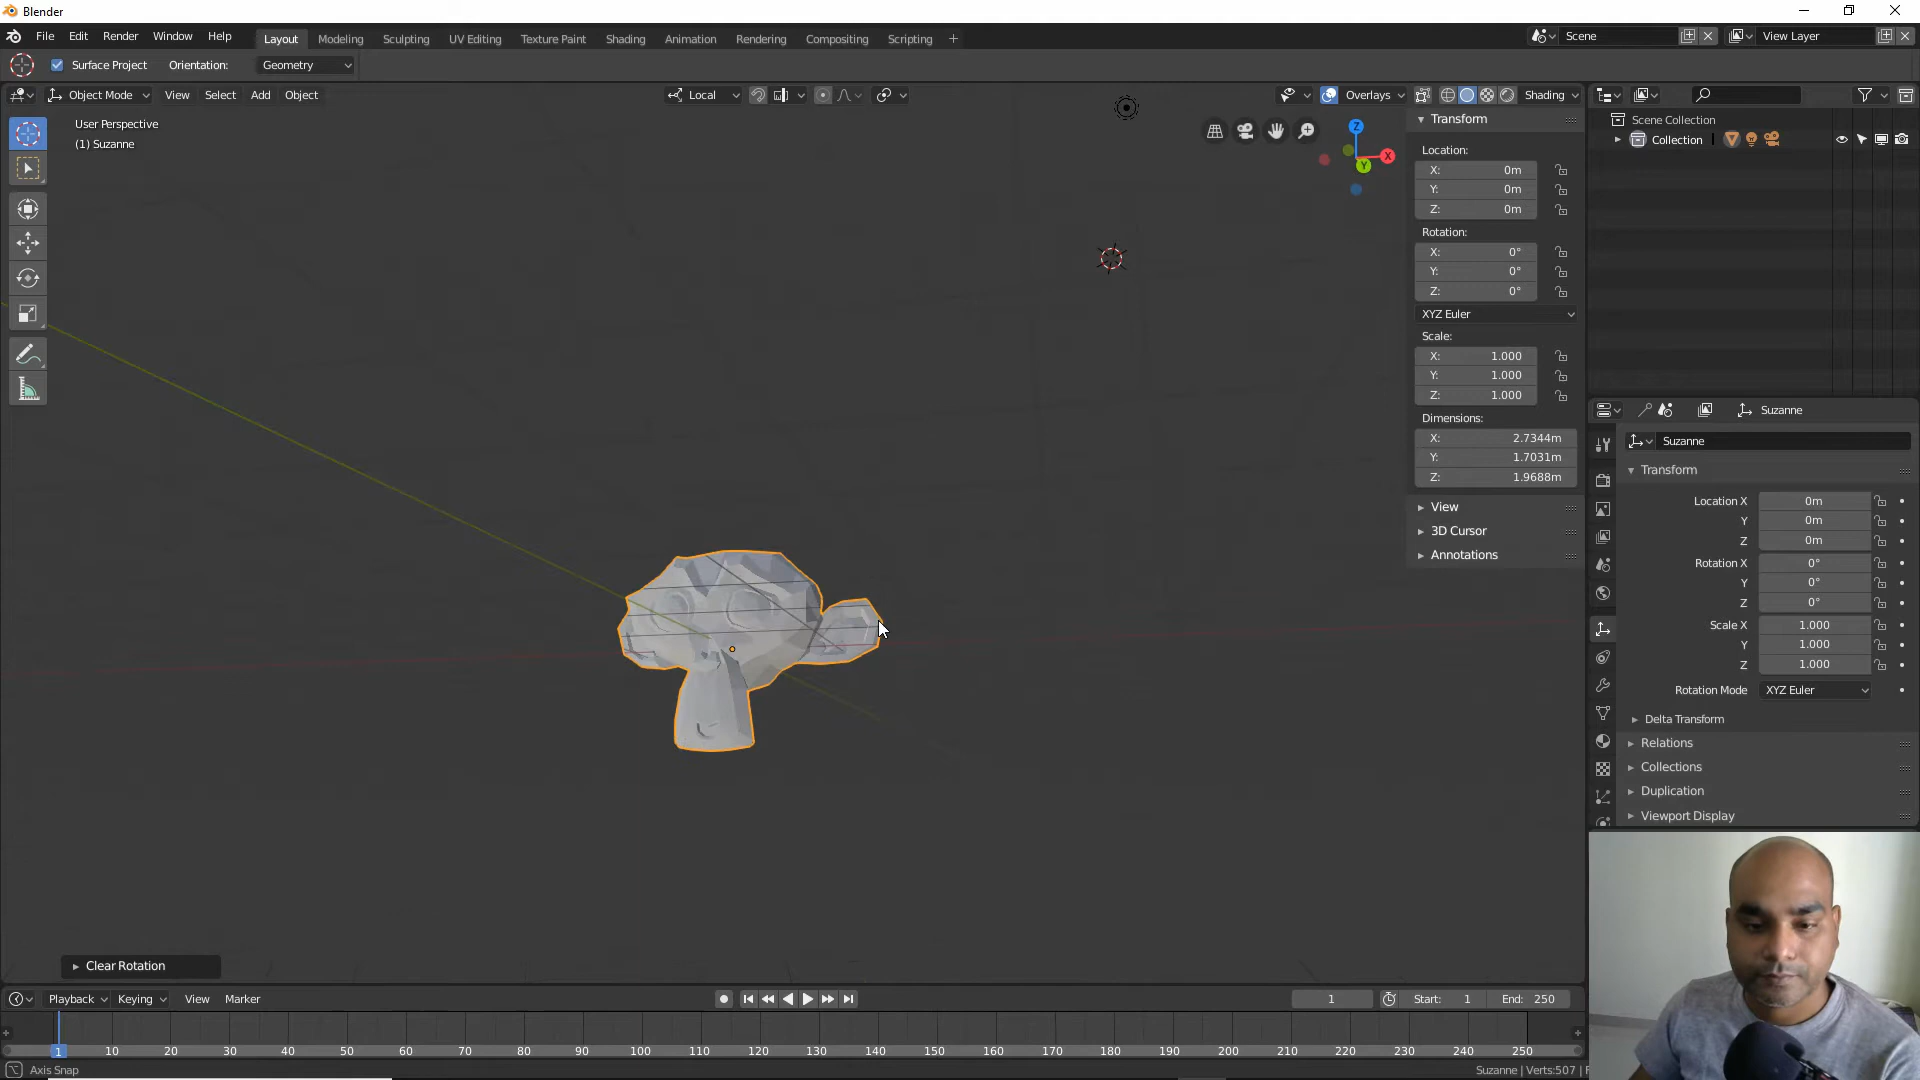 Blender
File Edit Render Window Help Layout Modeling Sculpting UV Editing Texture Paint Shading Animation Rendering Compositing Scripting + Scene View Layer
Surface Project Orientation: Geometry
Object Mode View Select Add Object Local Overlays Shading
User Perspective
(1) Suzanne
Z
X
Y
Transform
Location:
X: 0m
Y: 0m
Z: 0m
Rotation:
X: 0°
Y: 0°
Z: 0°
XYZ Euler
Scale:
X: 1.000
Y: 1.000
Z: 1.000
Dimensions:
X: 2.7344m
Y: 1.7031m
Z: 1.9688m
View
3D Cursor
Annotations
Scene Collection
Collection
Suzanne
Suzanne
Transform
Location X 0m
Y 0m
Z 0m
Rotation X 0°
Y 0°
Z 0°
Scale X 1.000
Y 1.000
Z 1.000
Rotation Mode XYZ Euler
Delta Transform
Relations
Collections
Duplication
Viewport Display
Clear Rotation
Playback Keying View Marker 1 Start: 1 End: 250
1 10 20 30 40 50 60 70 80 90 100 110 120 130 140 150 160 170 180 190 200 210 220 230 240 250
Axis Snap Suzanne | Verts:507 | F